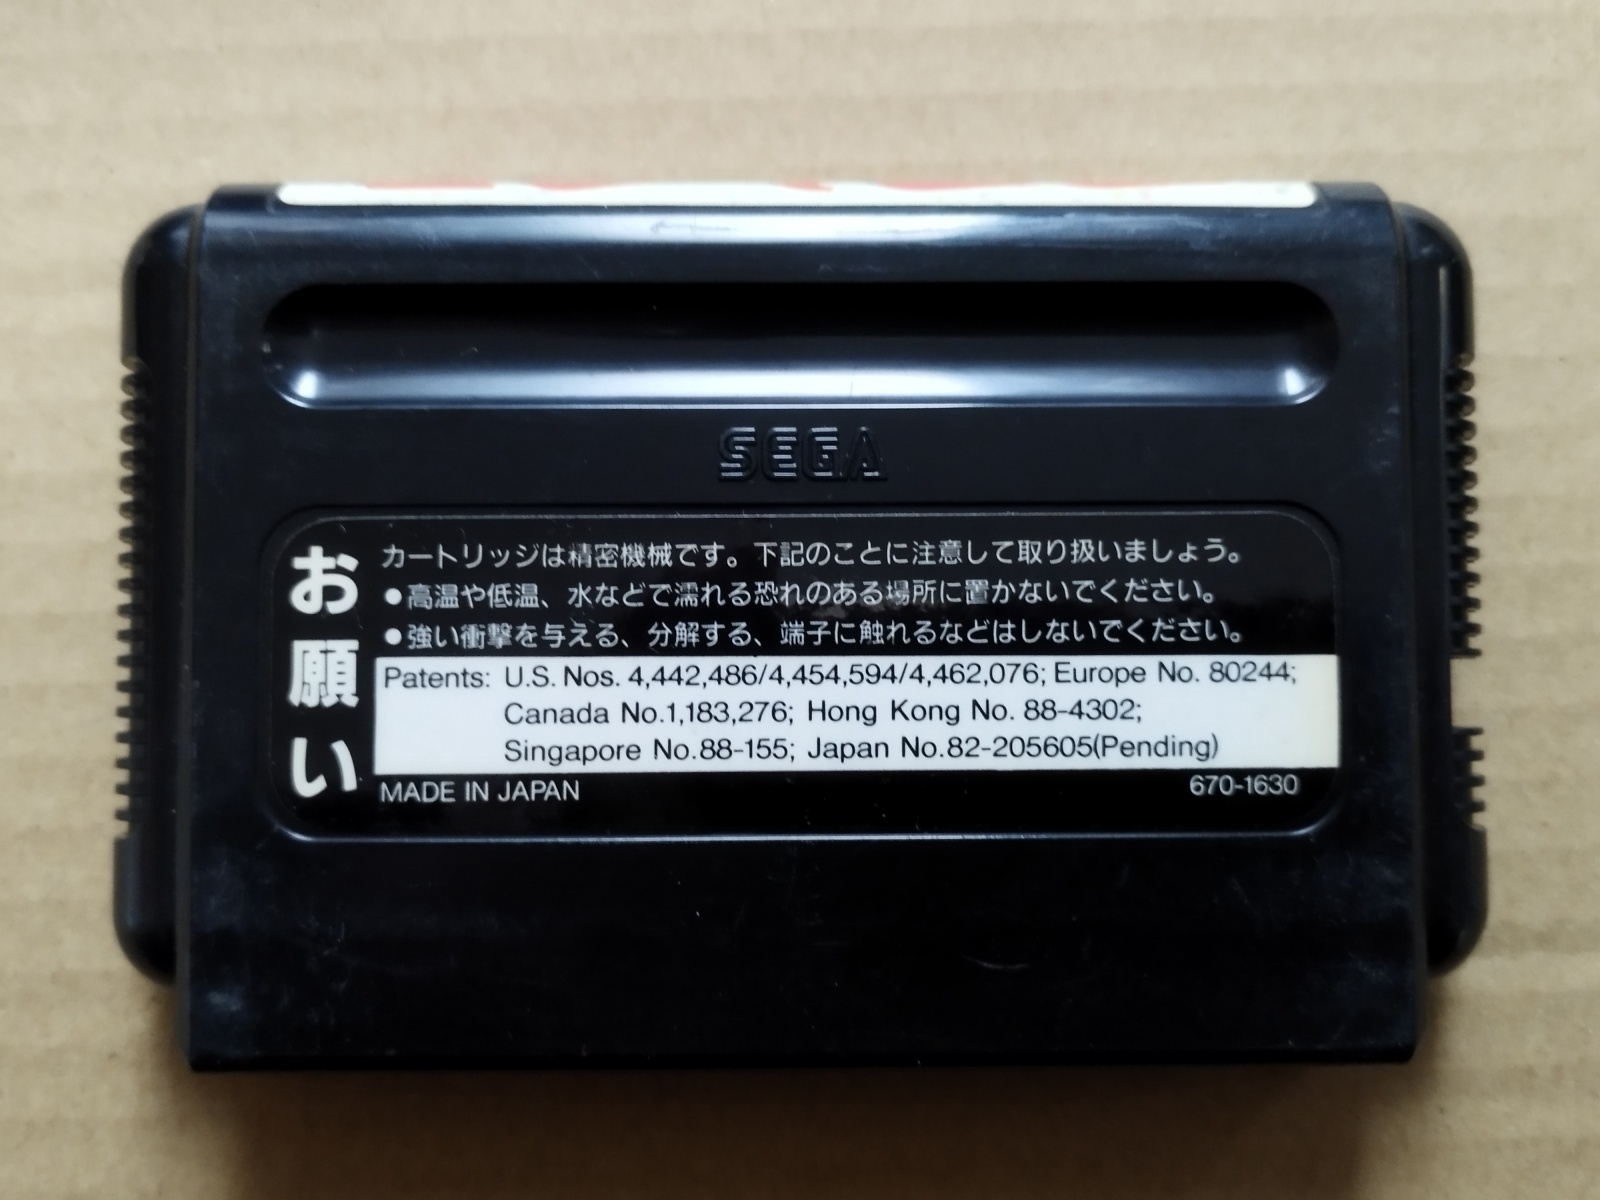 SEGA
お願い
カートリッジは精密機械です。下記のことに注意して取り扱いましょう。
●高温や低温、水などで濡れる恐れのある場所に置かないでください。
●強い衝撃を与える、分解する、端子に触れるなどはしないでください。
Patents: U.S. Nos. 4,442,486/4,454,594/4,462,076; Europe No. 80244;
Canada No.1,183,276; Hong Kong No. 88-4302;
Singapore No.88-155; Japan No.82-205605(Pending)
MADE IN JAPAN 670-1630